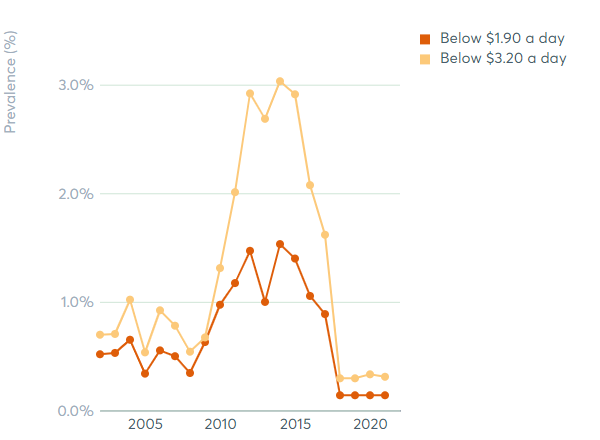 Prevalence (%)
Below $1.90 a day
Below $3.20 a day
3.0%
2.0%
1.0%
0.0%
2005 2010 2015 2020